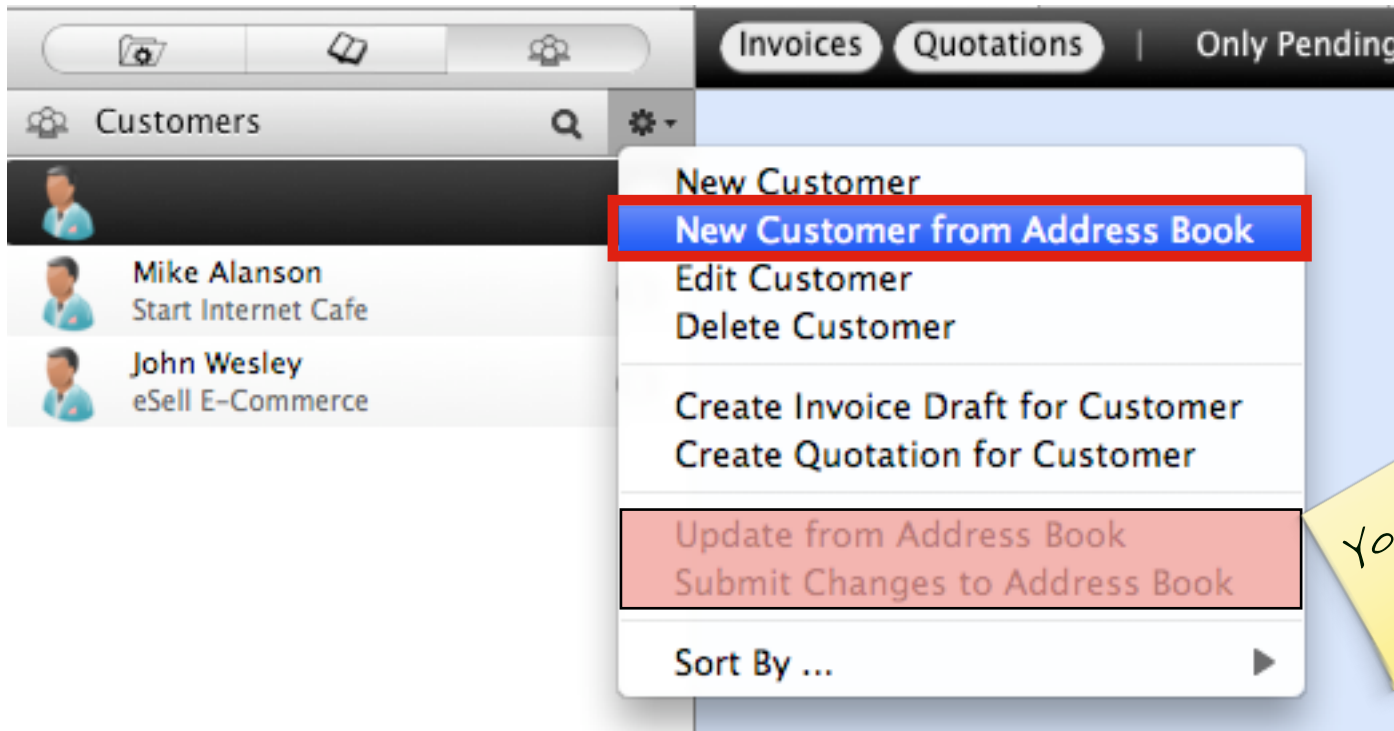 Invoices Quotations | Only Pending
Customers
New Customer
New Customer from Address Book
Edit Customer
Delete Customer
Mike Alanson
Start Internet Cafe
John Wesley
eSell E-Commerce
Create Invoice Draft for Customer
Create Quotation for Customer
Update from Address Book
Submit Changes to Address Book
Sort By ...